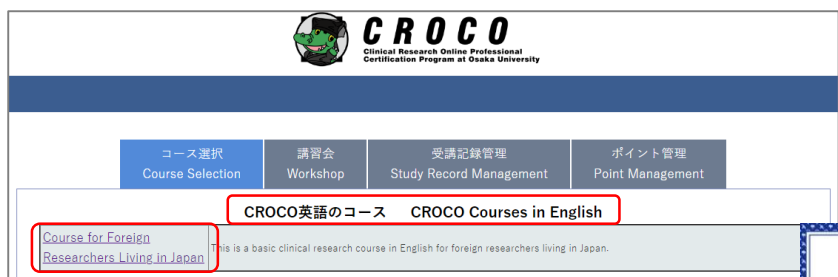 CROCO
Clinical Research Online Professional
Certification Program at Osaka University
コース選択
Course Selection
講習会
Workshop
受講記録管理
Study Record Management
ポイント管理
Point Management
CROCO英語のコース CROCO Courses in English
Course for Foreign
Researchers Living in Japan
This is a basic clinical research course in English for foreign researchers living in Japan.